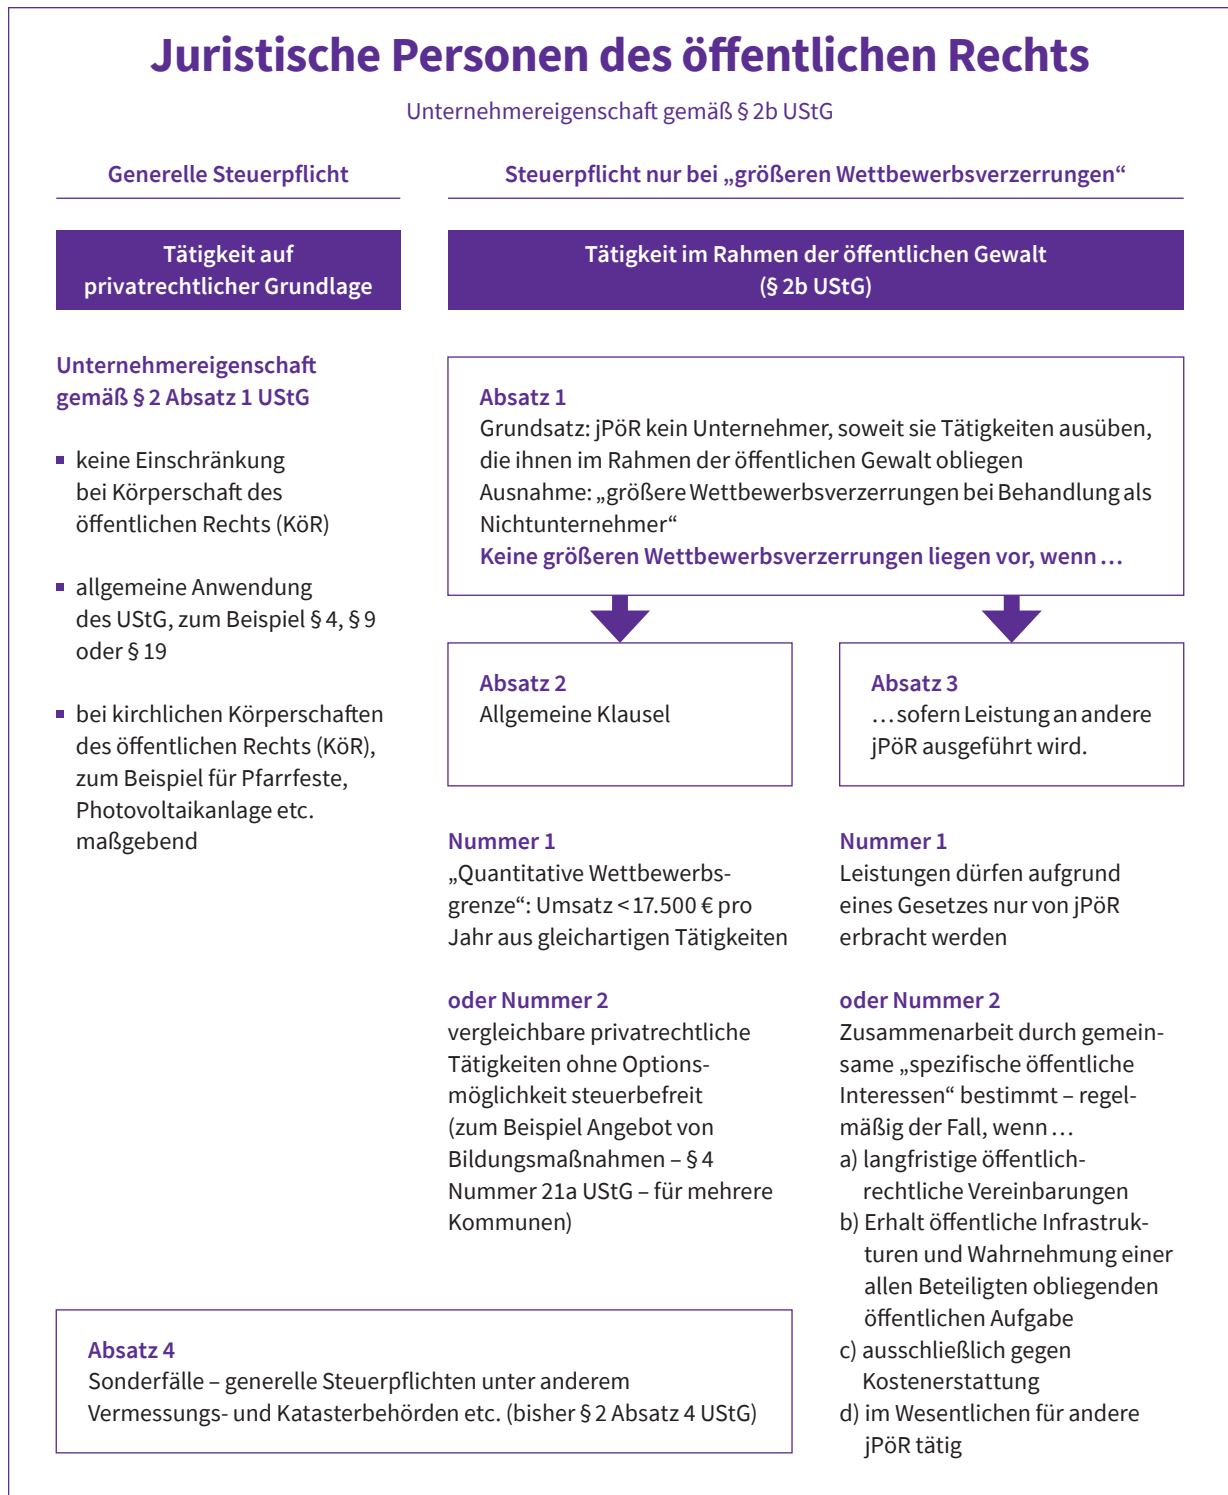 Juristische Personen des öffentlichen Rechts
Unternehmereigenschaft gemäß § 2b UStG
Generelle Steuerpflicht
Tätigkeit auf
privatrechtlicher Grundlage
Unternehmereigenschaft
gemäß § 2 Absatz 1 UStG
▪ keine Einschränkung
bei Körperschaft des
öffentlichen Rechts (KöR)
▪ allgemeine Anwendung
des UStG, zum Beispiel § 4, § 9
oder § 19
▪ bei kirchlichen Körperschaften
des öffentlichen Rechts (KöR),
zum Beispiel für Pfarrfeste,
Photovoltaikanlage etc.
maßgebend
Steuerpflicht nur bei „größeren Wettbewerbsverzerrungen“
Tätigkeit im Rahmen der öffentlichen Gewalt
(§ 2b UStG)
Absatz 1
Grundsatz: jPöR kein Unternehmer, soweit sie Tätigkeiten ausüben,
die ihnen im Rahmen der öffentlichen Gewalt obliegen
Ausnahme: „größere Wettbewerbsverzerrungen bei Behandlung als
Nichtunternehmer“
Keine größeren Wettbewerbsverzerrungen liegen vor, wenn …
Absatz 2
Allgemeine Klausel
Nummer 1
„Quantitative Wettbewerbs-
grenze“: Umsatz < 17.500 € pro
Jahr aus gleichartigen Tätigkeiten
oder Nummer 2
vergleichbare privatrechtliche
Tätigkeiten ohne Options-
möglichkeit steuerbefreit
(zum Beispiel Angebot von
Bildungsmaßnahmen – § 4
Nummer 21a UStG – für mehrere
Kommunen)
Absatz 3
… sofern Leistung an andere
jPöR ausgeführt wird.
Nummer 1
Leistungen dürfen aufgrund
eines Gesetzes nur von jPöR
erbracht werden
oder Nummer 2
Zusammenarbeit durch gemein-
same „spezifische öffentliche
Interessen“ bestimmt – regel-
mäßig der Fall, wenn …
a) langfristige öffentlich-
rechtliche Vereinbarungen
b) Erhalt öffentliche Infrastruk-
turen und Wahrnehmung einer
allen Beteiligten obliegenden
öffentlichen Aufgabe
c) ausschließlich gegen
Kostenerstattung
d) im Wesentlichen für andere
jPöR tätig
Absatz 4
Sonderfälle – generelle Steuerpflichten unter anderem
Vermessungs- und Katasterbehörden etc. (bisher § 2 Absatz 4 UStG)